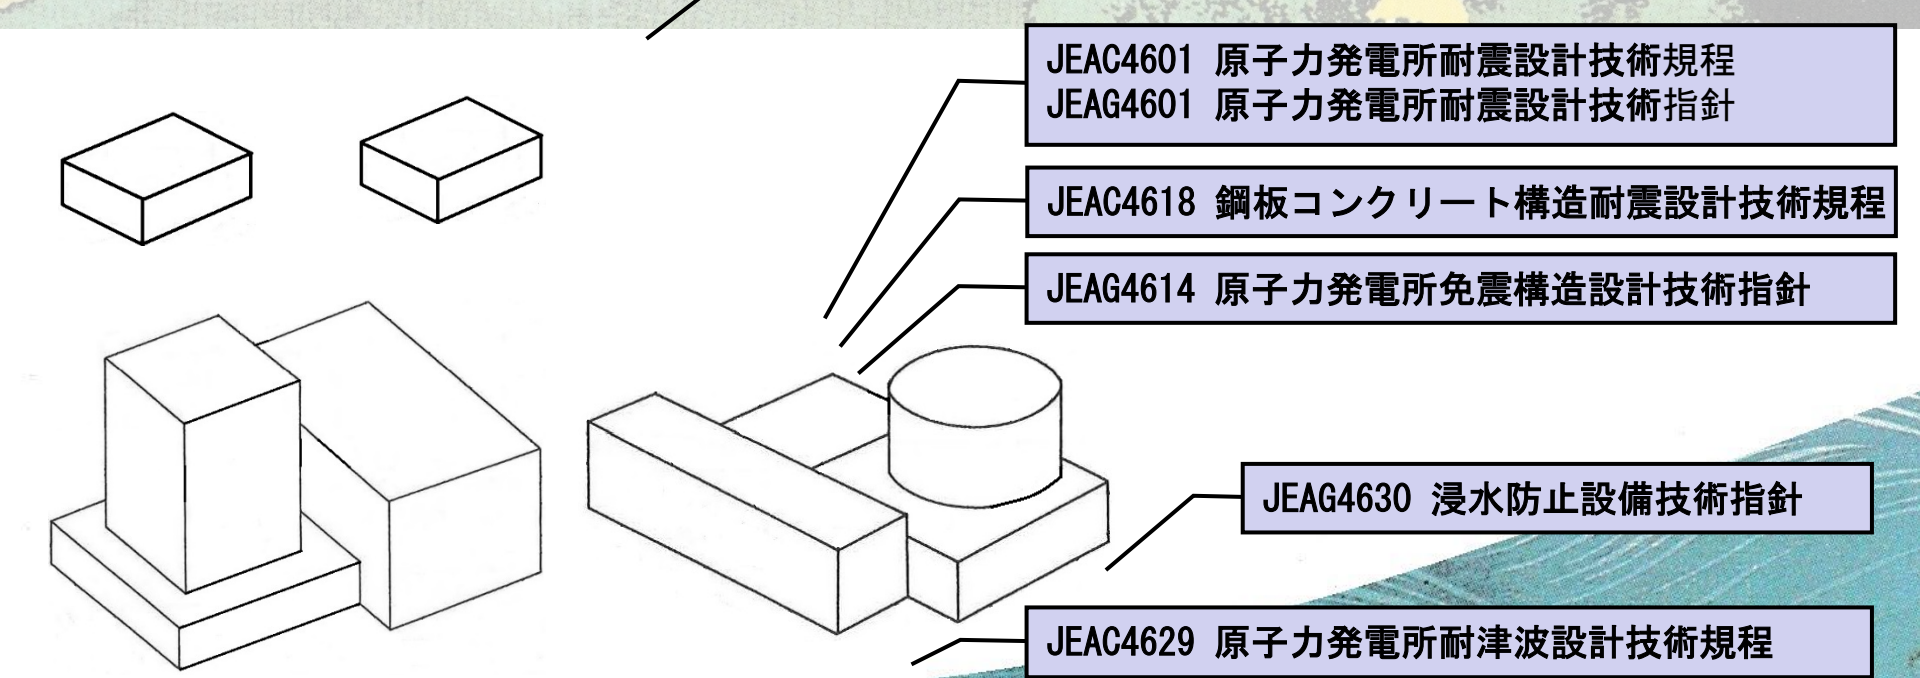 JEAC4601 原子力発電所耐震設計技術規程
JEAG4601 原子力発電所耐震設計技術指針
JEAC4618 鋼板コンクリート構造耐震設計技術規程
JEAG4614 原子力発電所免震構造設計技術指針
JEAG4630 浸水防止設備技術指針
JEAC4629 原子力発電所耐津波設計技術規程